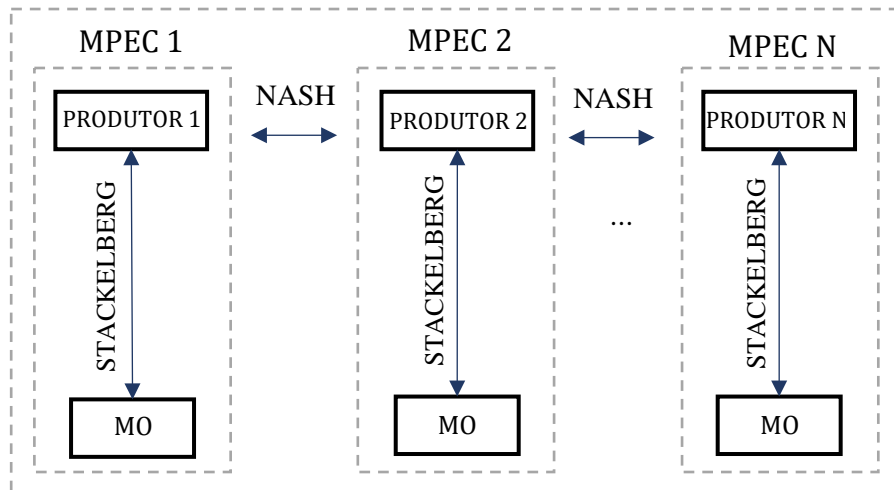 MPEC 1
PRODUTOR 1
STACKELBERG
MO
NASH
MPEC 2
PRODUTOR 2
STACKELBERG
MO
NASH
...
MPEC N
PRODUTOR N
STACKELBERG
MO